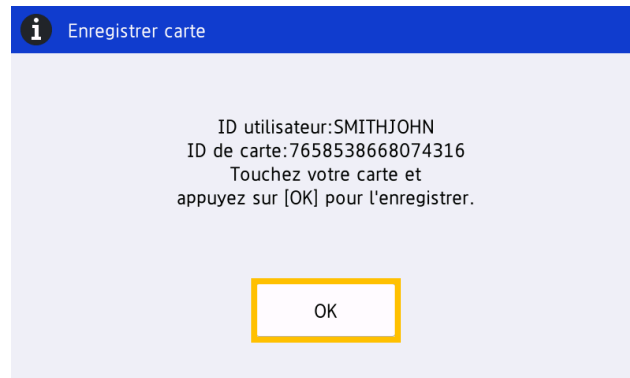 Enregistrer carte
ID utilisateur:SMITHJOHN
ID de carte:7658538668074316
Touchez votre carte et
appuyez sur [OK] pour l'enregistrer.
OK